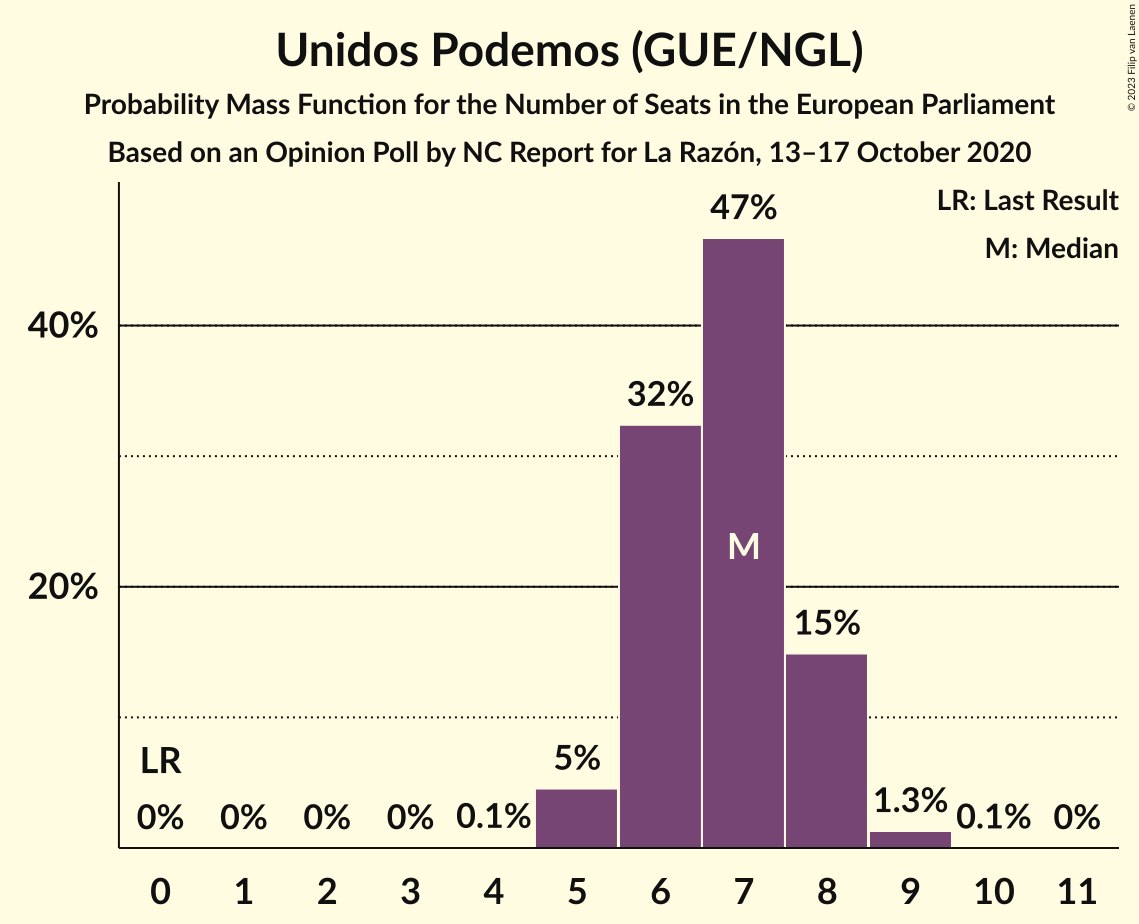 Unidos Podemos (GUE/NGL)
Probability Mass Function for the Number of Seats in the European Parliament
Based on an Opinion Poll by NC Report for La Razón, 13–17 October 2020
© 2023 Filip van Laenen
LR: Last Result
M: Median
47%
40%
32%
M
20%
15%
LR
5%
0% 0% 0% 0% 0.1% 1.3% 0.1% 0%
0 1 2 3 4 5 6 7 8 9 10 11